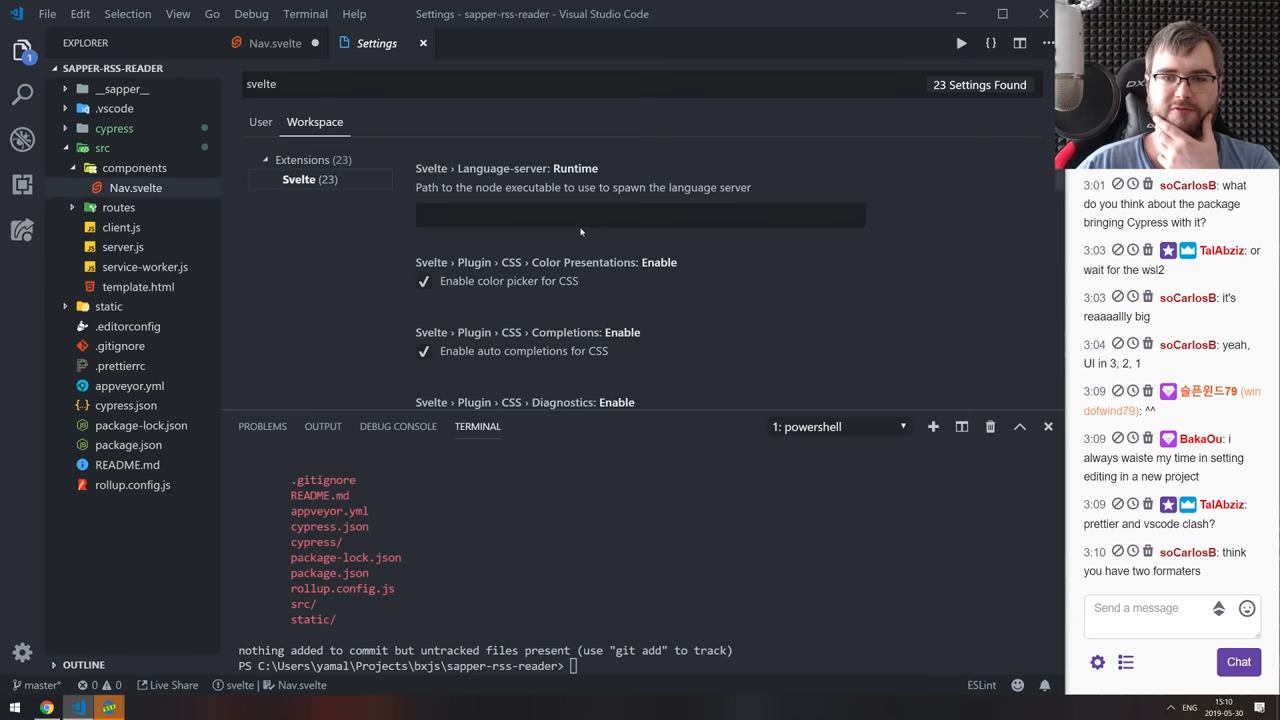 File Edit Selection View Go Debug Terminal Help
Settings - sapper-rss-reader - Visual Studio Code
EXPLORER
1
SAPPER-RSS-READER
__sapper__
.vscode
cypress
src
components
Nav.svelte
routes
client.js
server.js
service-worker.js
template.html
static
.editorconfig
.gitignore
.prettierrc
appveyor.yml
cypress.json
package-lock.json
package.json
README.md
rollup.config.js
OUTLINE
Nav.svelte
Settings
svelte
23 Settings Found
User Workspace
Extensions (23)
Svelte (23)
Svelte › Language-server: Runtime
Path to the node executable to use to spawn the language server
Svelte › Plugin › CSS › Color Presentations: Enable
Enable color picker for CSS
Svelte › Plugin › CSS › Completions: Enable
Enable auto completions for CSS
Svelte › Plugin › CSS › Diagnostics: Enable
PROBLEMS OUTPUT DEBUG CONSOLE TERMINAL
1: powershell
.gitignore
README.md
appveyor.yml
cypress.json
cypress/
package-lock.json
package.json
rollup.config.js
src/
static/
nothing added to commit but untracked files present (use "git add" to track)
PS C:\Users\yamal\Projects\bxjs\sapper-rss-reader>
master* 0 0 Live Share svelte | Nav.svelte
ESLint
3:01 soCarlosB: what
do you think about the package
bringing Cypress with it?
3:03 TalAbziz: or
wait for the wsl2
3:03 soCarlosB: it's
reaaaallly big
3:04 soCarlosB: yeah,
UI in 3, 2, 1
3:09 슬픈윈드79 (win
dofwind79): ^^
3:09 BakaOu: i
always waiste my time in setting
editing in a new project
3:09 TalAbziz:
prettier and vscode clash?
3:10 soCarlosB: think
you have two formaters
Send a message
Chat
ENG
15:10
2019-05-30